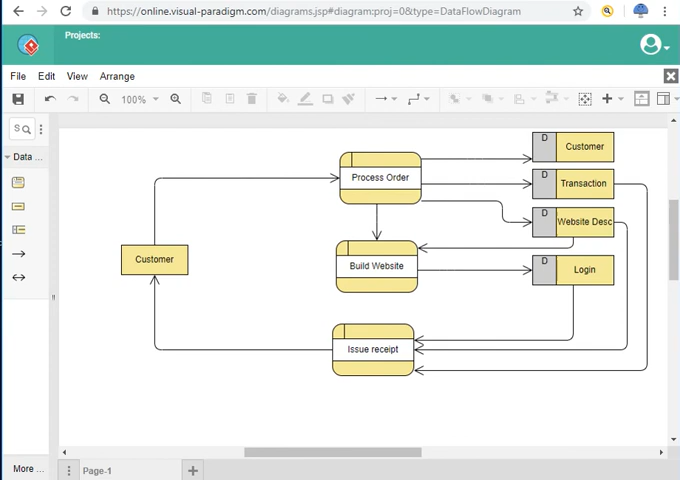 https://online.visual-paradigm.com/diagrams.jsp#diagram:proj=0&type=DataFlowDiagram
Projects:
File Edit View Arrange
100%
Data ...
D Customer
Process Order
D Transaction
D Website Desc
Customer
Build Website
D Login
Issue receipt
More ...
Page-1